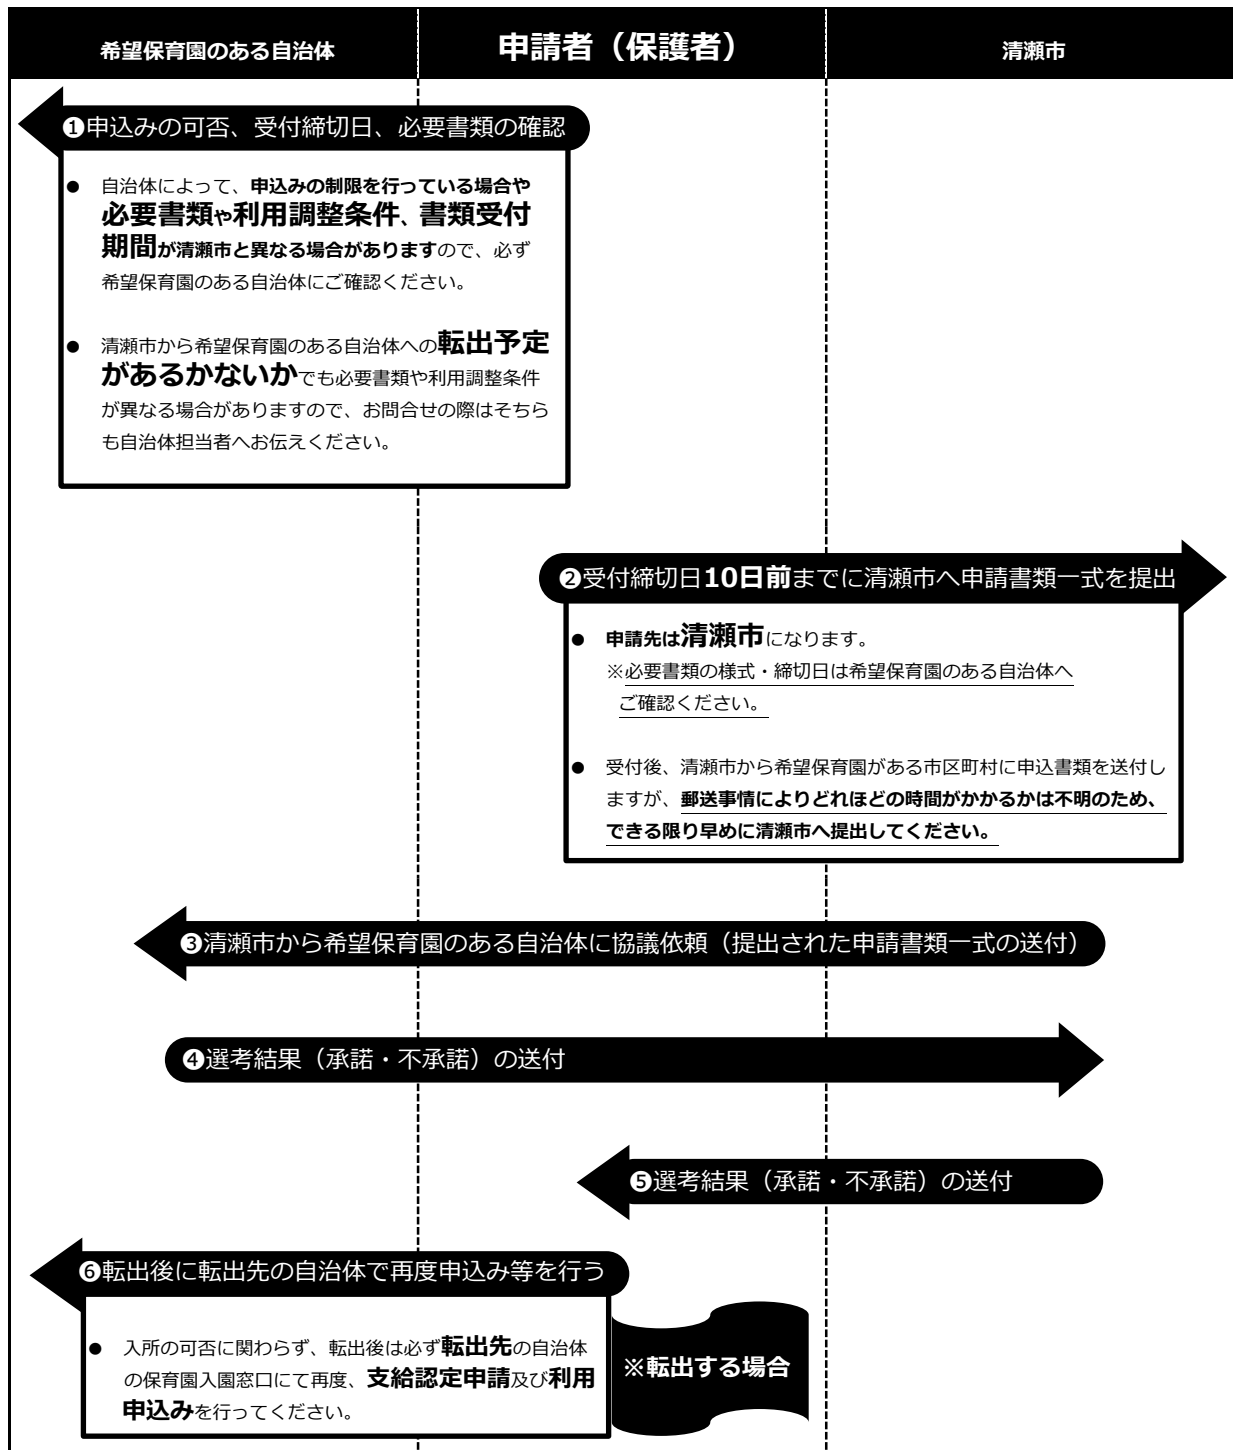 希望保育園のある自治体
申請者（保護者）
清瀬市
❶申込みの可否、受付締切日、必要書類の確認
● 自治体によって、申込みの制限を行っている場合や
必要書類や利用調整条件、書類受付
期間が清瀬市と異なる場合がありますので、必ず
希望保育園のある自治体にご確認ください。
● 清瀬市から希望保育園のある自治体への転出予定
があるかないかでも必要書類や利用調整条件
が異なる場合がありますので、お問合せの際はそちら
も自治体担当者へお伝えください。
❷受付締切日10日前までに清瀬市へ申請書類一式を提出
● 申請先は清瀬市になります。
※必要書類の様式・締切日は希望保育園のある自治体へ
ご確認ください。
● 受付後、清瀬市から希望保育園がある市区町村に申込書類を送付し
ますが、郵送事情によりどれほどの時間がかかるかは不明のため、
できる限り早めに清瀬市へ提出してください。
❸清瀬市から希望保育園のある自治体に協議依頼（提出された申請書類一式の送付）
❹選考結果（承諾・不承諾）の送付
❺選考結果（承諾・不承諾）の送付
❻転出後に転出先の自治体で再度申込み等を行う
● 入所の可否に関わらず、転出後は必ず転出先の自治体
の保育園入園窓口にて再度、支給認定申請及び利用
申込みを行ってください。
※転出する場合